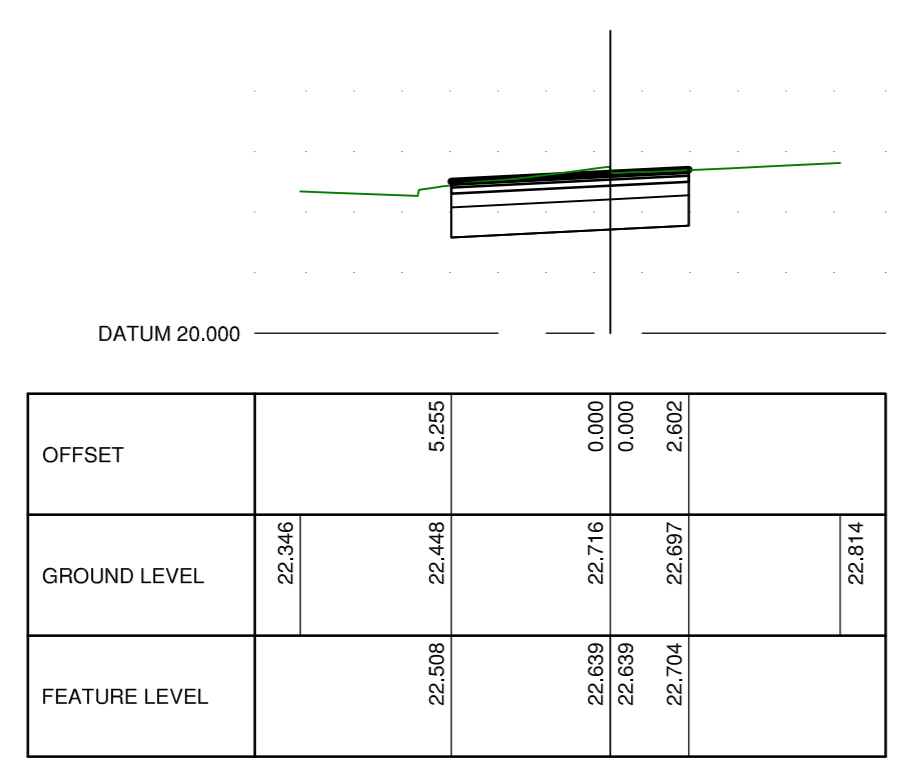 DATUM 20.000
OFFSET 5.255 0.000 0.000 2.602
GROUND LEVEL 22.346 22.448 22.716 22.697 22.814
FEATURE LEVEL 22.508 22.639 22.639 22.704